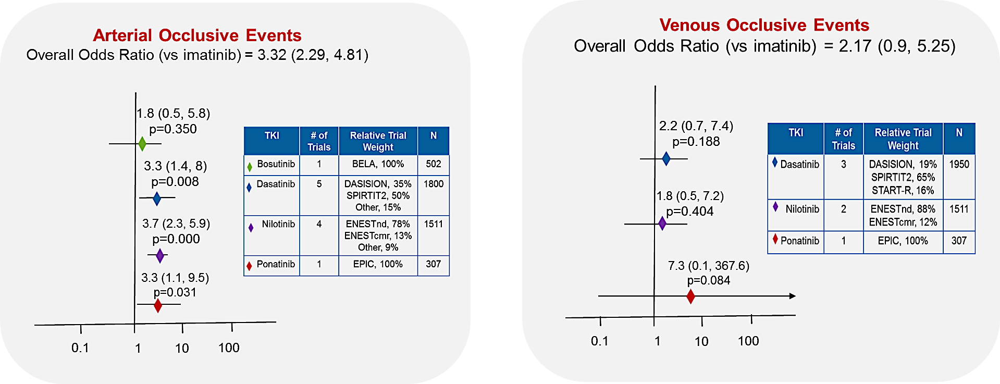 Arterial Occlusive Events
Overall Odds Ratio (vs imatinib) = 3.32 (2.29, 4.81)
1.8 (0.5, 5.8)
p=0.350
3.3 (1.4, 8)
p=0.008
3.7 (2.3, 5.9)
p=0.000
3.3 (1.1, 9.5)
p=0.031
0.1 1 10 100
TKI # of Trials Relative Trial Weight N
Bosutinib 1 BELA, 100% 502
Dasatinib 5 DASISION, 35% 1800
SPIRTIT2, 50%
Other, 15%
Nilotinib 4 ENESTnd, 78% 1511
ENESTcmr, 13%
Other, 9%
Ponatinib 1 EPIC, 100% 307
Venous Occlusive Events
Overall Odds Ratio (vs imatinib) = 2.17 (0.9, 5.25)
2.2 (0.7, 7.4)
p=0.188
1.8 (0.5, 7.2)
p=0.404
7.3 (0.1, 367.6)
p=0.084
0.1 1 10 100
TKI # of Trials Relative Trial Weight N
Dasatinib 3 DASISION, 19% 1950
SPIRTIT2, 65%
START-R, 16%
Nilotinib 2 ENESTnd, 88% 1511
ENESTcmr, 12%
Ponatinib 1 EPIC, 100% 307